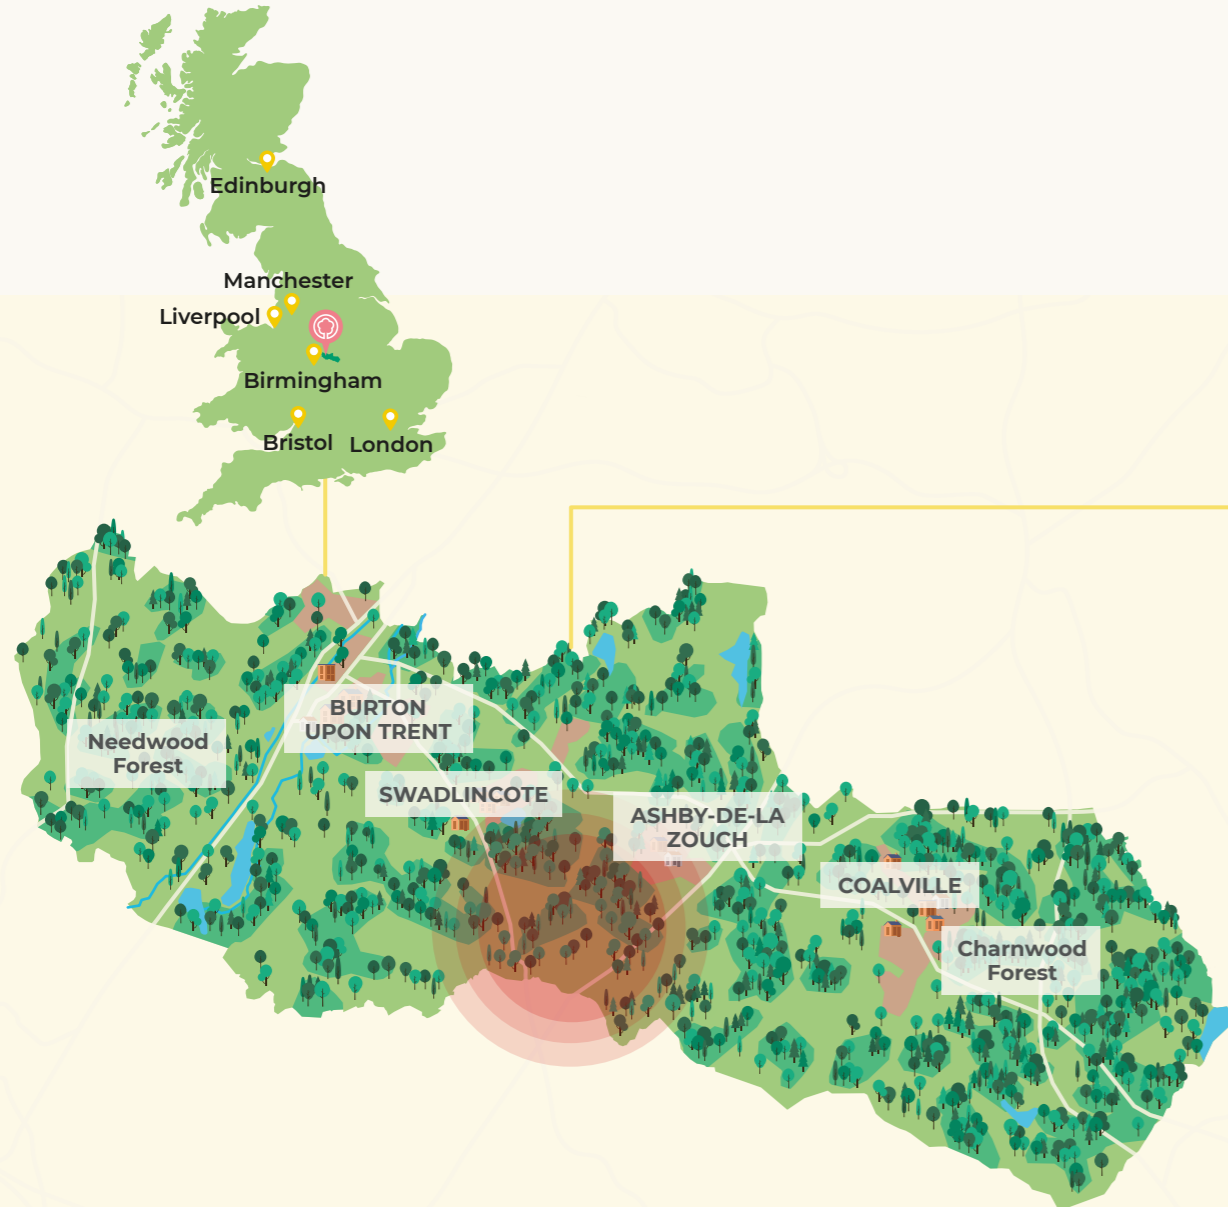 Edinburgh
Manchester
Liverpool
Birmingham
Bristol
London
BURTON
UPON TRENT
Needwood
Forest
SWADLINCOTE
ASHBY-DE-LA
ZOUCH
COALVILLE
Charnwood
Forest